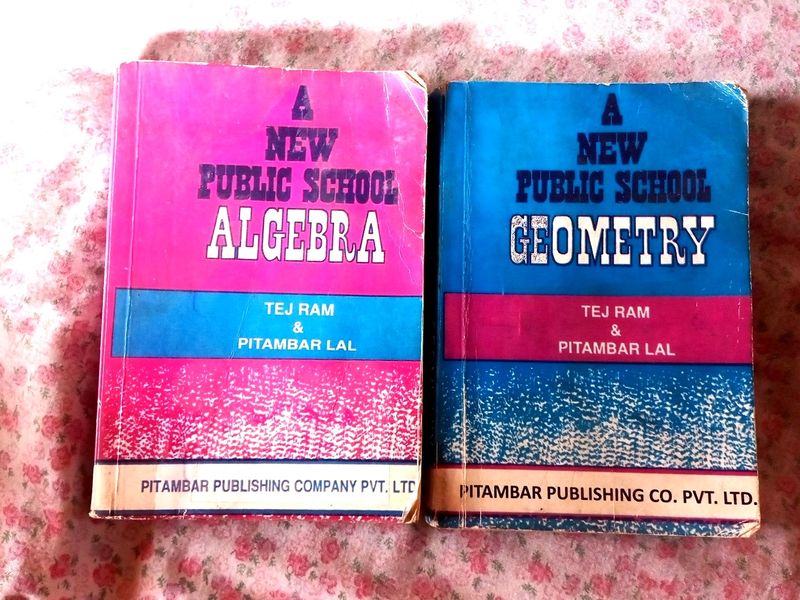 A
NEW
PUBLIC SCHOOL
ALGEBRA
TEJ RAM
&
PITAMBAR LAL
PITAMBAR PUBLISHING COMPANY PVT. LTD
A
NEW
PUBLIC SCHOOL
GEOMETRY
TEJ RAM
&
PITAMBAR LAL
PITAMBAR PUBLISHING CO. PVT. LTD.